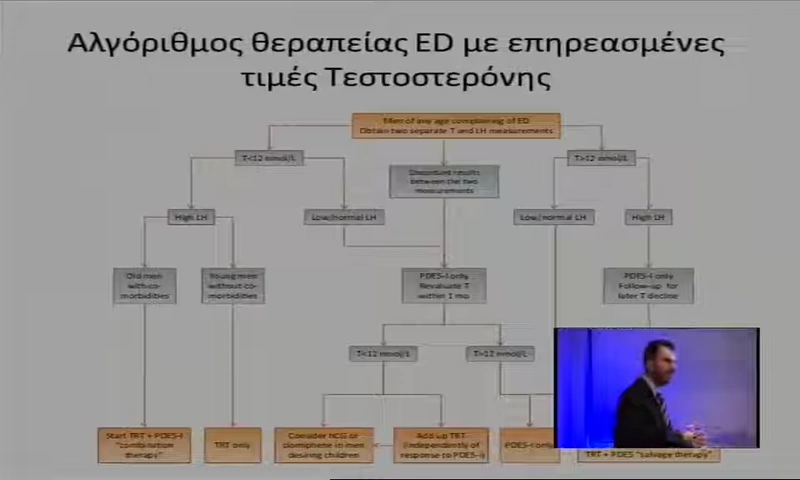 Αλγόριθμος θεραπείας ED με επηρεασμένες
τιμές Τεστοστερόνης
Men of any age complaining of ED
Obtain two separate T and LH measurements
T<12 nmol/L
Discordant results
between the two
measurements
T>12 nmol/L
High LH
Low/normal LH
Low/normal LH
High LH
Old men
with co-
morbidities
Young men
without co-
morbidities
PDE5-I only
Revaluate T
within 1 mo
PDE5-I only
Follow-up for
later T decline
T<12 nmol/L
T>12 nmol/L
Start TRT + PDE5-I
"combination
therapy"
TRT only
Consider hCG or
clomiphene in men
desiring children
Add up TRT
(independently of
response to PDE5-i)
PDE5-I only
TRT + PDE5 "salvage therapy"